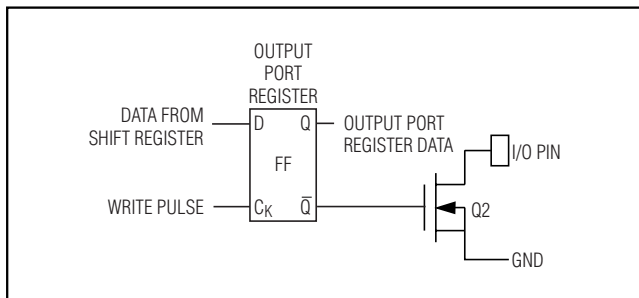 OUTPUT
PORT
REGISTER
DATA FROM
SHIFT REGISTER
D
Q
OUTPUT PORT
REGISTER DATA
FF
I/O PIN
WRITE PULSE
CK
Q̅
Q2
GND